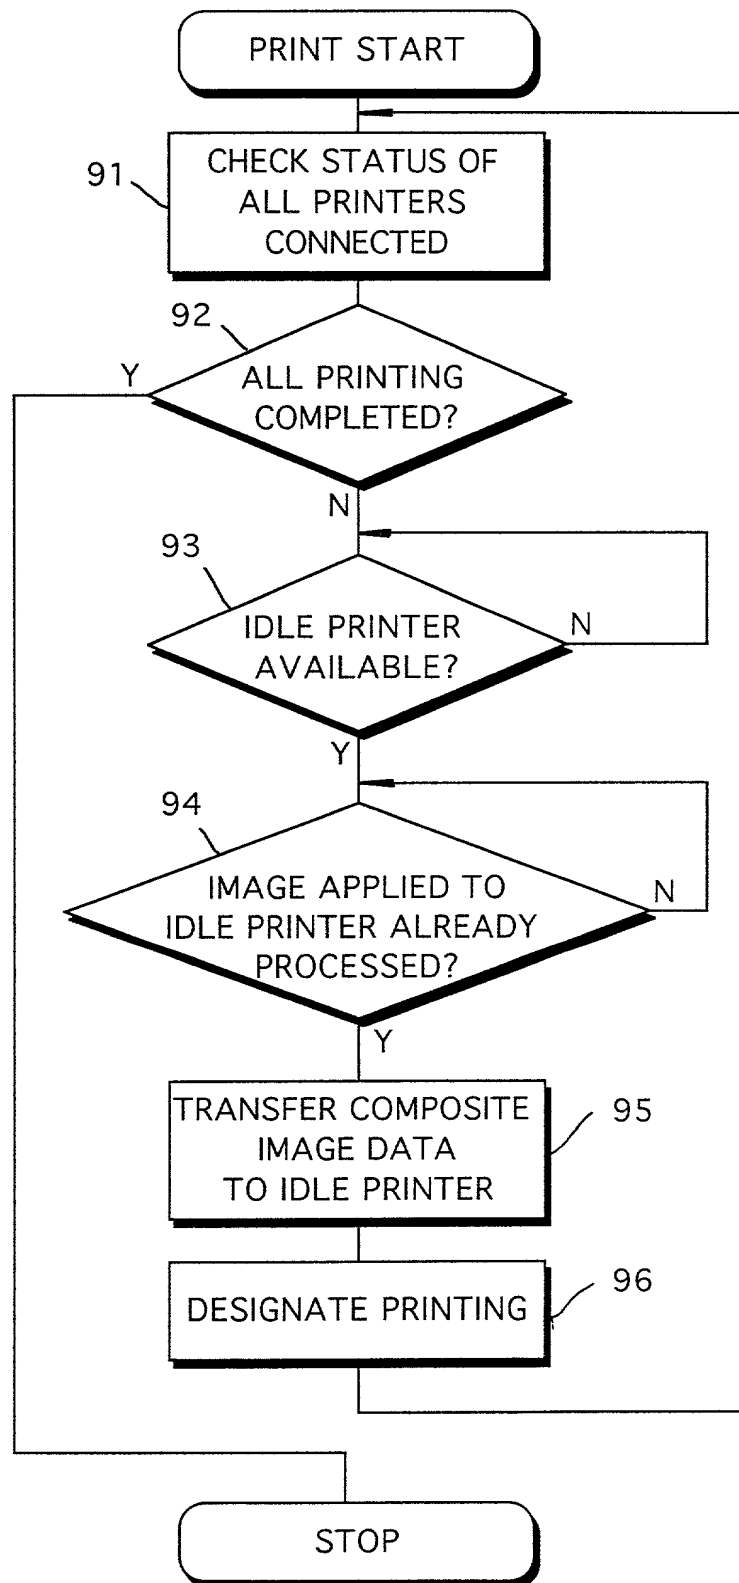 PRINT START
91
CHECK STATUS OF
ALL PRINTERS
CONNECTED
92
Y
ALL PRINTING
COMPLETED?
N
93
IDLE PRINTER
AVAILABLE?
N
Y
94
IMAGE APPLIED TO
IDLE PRINTER ALREADY
PROCESSED?
N
Y
TRANSFER COMPOSITE
IMAGE DATA
TO IDLE PRINTER
95
DESIGNATE PRINTING
96
STOP